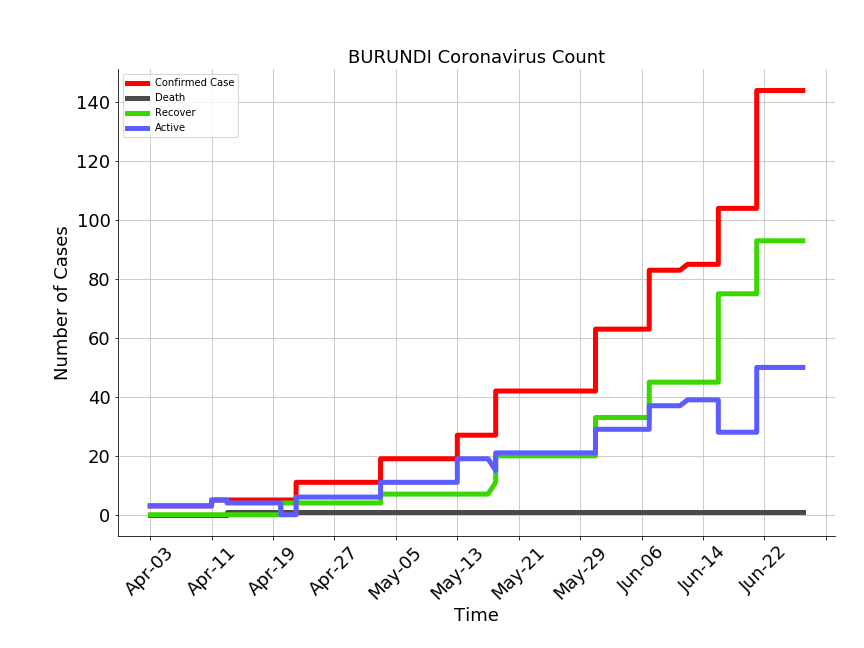 BURUNDI Coronavirus Count
Confirmed Case
Death
Recover
Active
Number of Cases
140
120
100
80
60
40
20
0
Apr-03
Apr-11
Apr-19
Apr-27
May-05
May-13
May-21
May-29
Jun-06
Jun-14
Jun-22
Time